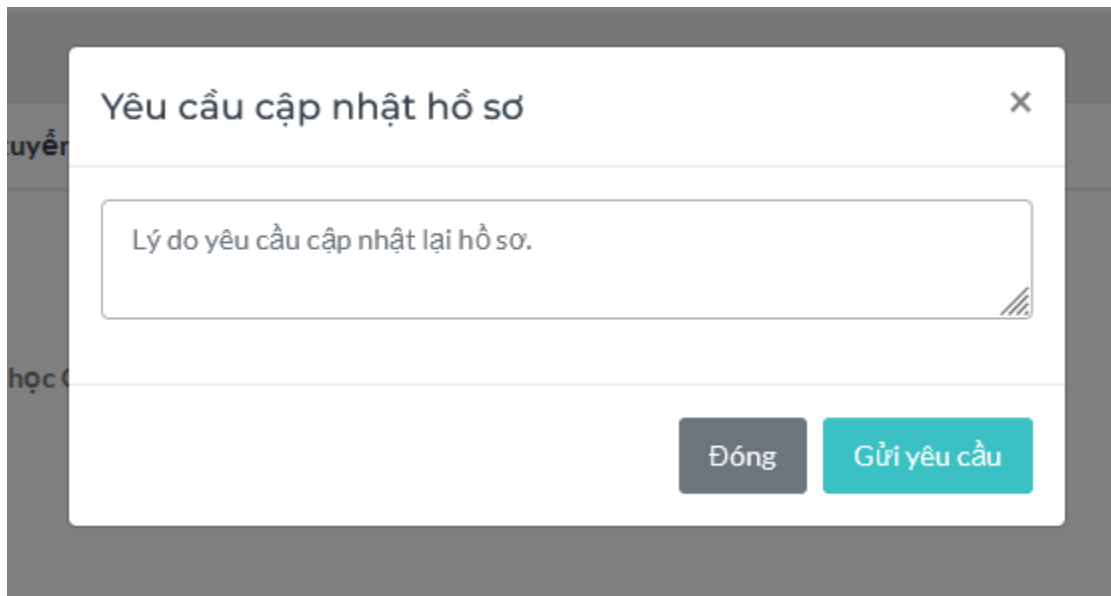 Yêu cầu cập nhật hồ sơ ×
Lý do yêu cầu cập nhật lại hồ sơ.
Đóng
Gửi yêu cầu
học